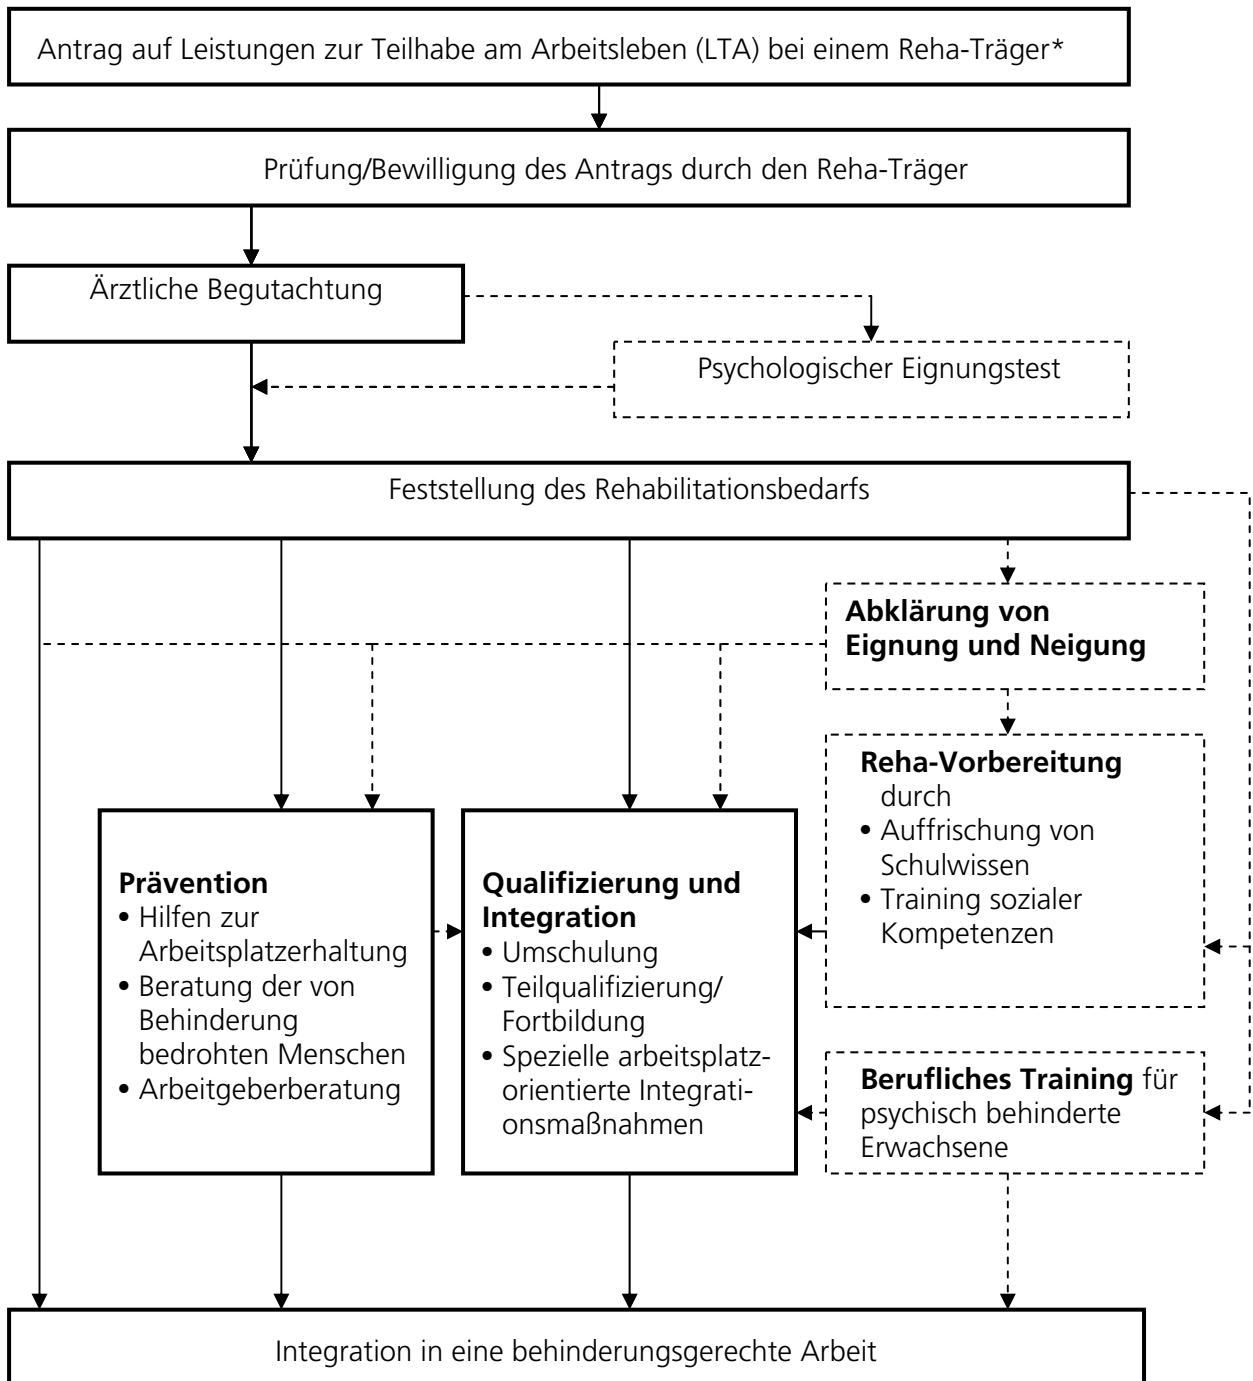 Antrag auf Leistungen zur Teilhabe am Arbeitsleben (LTA) bei einem Reha-Träger*
Prüfung/Bewilligung des Antrags durch den Reha-Träger
Ärztliche Begutachtung
Psychologischer Eignungstest
Feststellung des Rehabilitationsbedarfs
Abklärung von
Eignung und Neigung
Reha-Vorbereitung
durch
• Auffrischung von
Schulwissen
• Training sozialer
Kompetenzen
Prävention
• Hilfen zur
Arbeitsplatzerhaltung
• Beratung der von
Behinderung
bedrohten Menschen
• Arbeitgeberberatung
Qualifizierung und
Integration
• Umschulung
• Teilqualifizierung/
Fortbildung
• Spezielle arbeitsplatz-
orientierte Integrati-
onsmaßnahmen
Berufliches Training für
psychisch behinderte
Erwachsene
Integration in eine behinderungsgerechte Arbeit